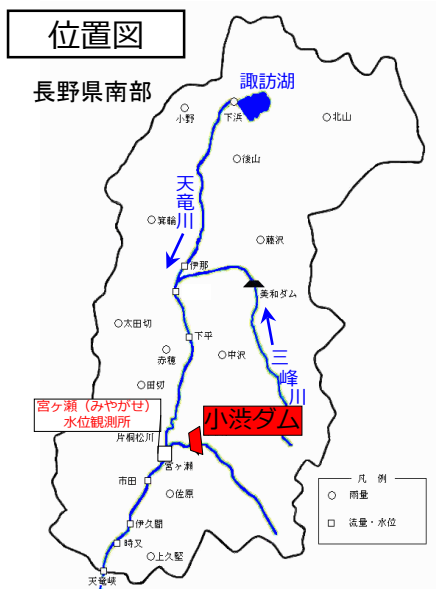 位置図
長野県南部
諏訪湖
下浜
小野
北山
後山
天竜川
箕輪
藤沢
伊那
美和ダム
太田切
下平
三峰川
赤穂
中沢
田切
宮ヶ瀬（みやがせ）
水位観測所
小渋ダム
片桐松川
宮ヶ瀬
市田
佐原
凡 例
雨量
流量・水位
伊久間
時又
上久堅
天竜峡